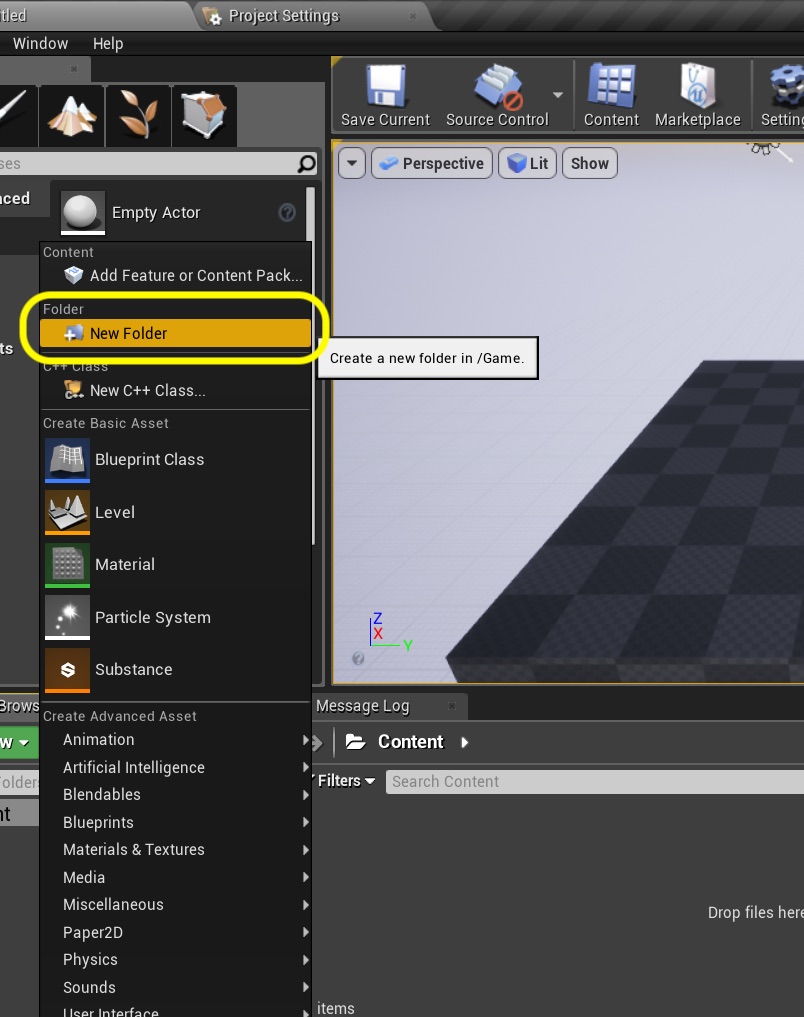 tled
Project Settings
Window Help
Save Current Source Control Content Marketplace Setting
ses
Perspective Lit Show
nced
Empty Actor
Content
Add Feature or Content Pack...
Folder
New Folder
ts
Create a new folder in /Game.
C++ Class
New C++ Class...
Create Basic Asset
Blueprint Class
Level
Material
Particle System
Substance
Z
X
Y
Brows
Message Log
Create Advanced Asset
w
Animation
Content
Artificial Intelligence
Folders
Filters
Search Content
Blendables
nt
Blueprints
Materials & Textures
Media
Miscellaneous
Drop files here
Paper2D
Physics
Sounds
items
User Interface